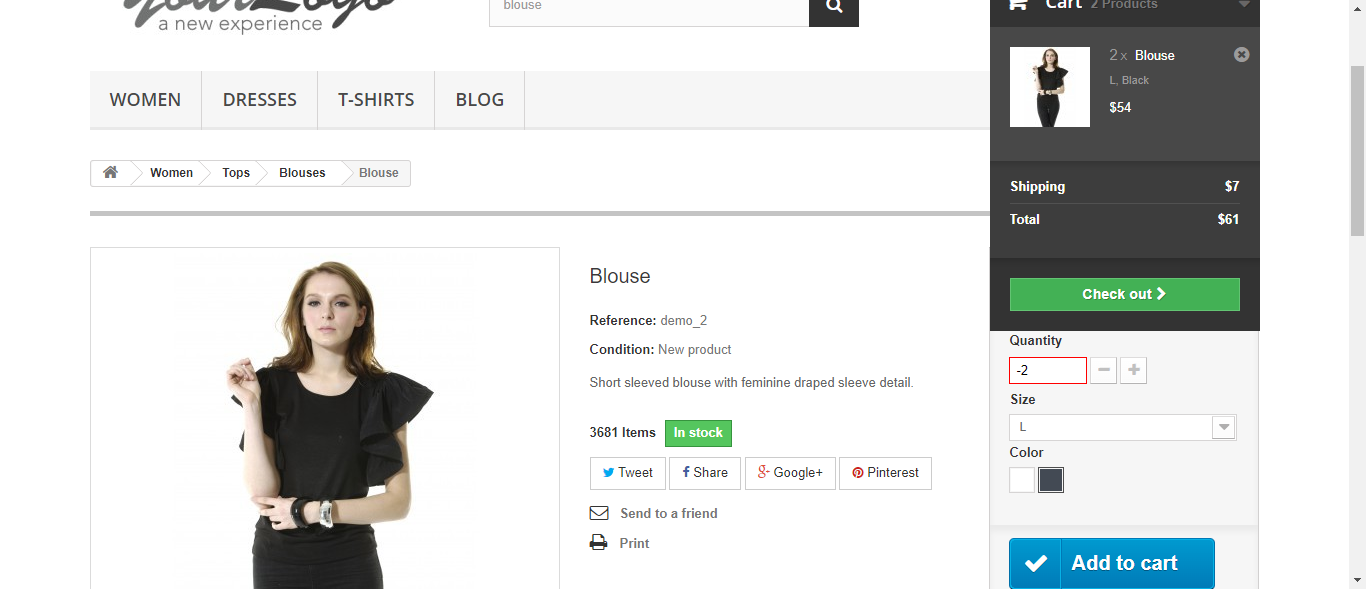 YourLogo
a new experience
blouse
Cart 2 Products
2 x Blouse
L, Black
$54
Shipping $7
Total $61
Check out
WOMEN DRESSES T-SHIRTS BLOG
Women Tops Blouses Blouse
Blouse
Reference: demo_2
Condition: New product
Short sleeved blouse with feminine draped sleeve detail.
3681 Items In stock
Tweet Share Google+ Pinterest
Send to a friend
Print
Quantity
-2
Size
L
Color
Add to cart